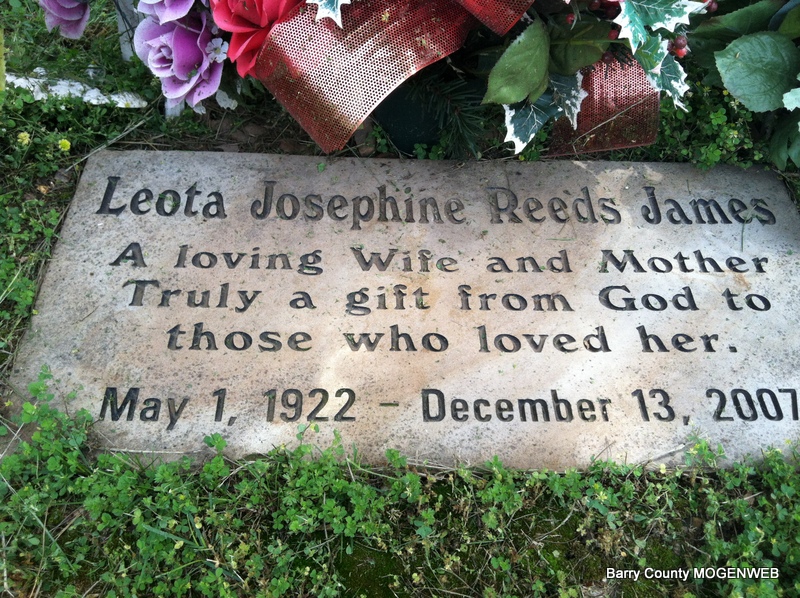 Leota Josephine Reeds James
A loving Wife and Mother
Truly a gift from God to
those who loved her.
May 1, 1922 - December 13, 2007
Barry County MOGENWEB